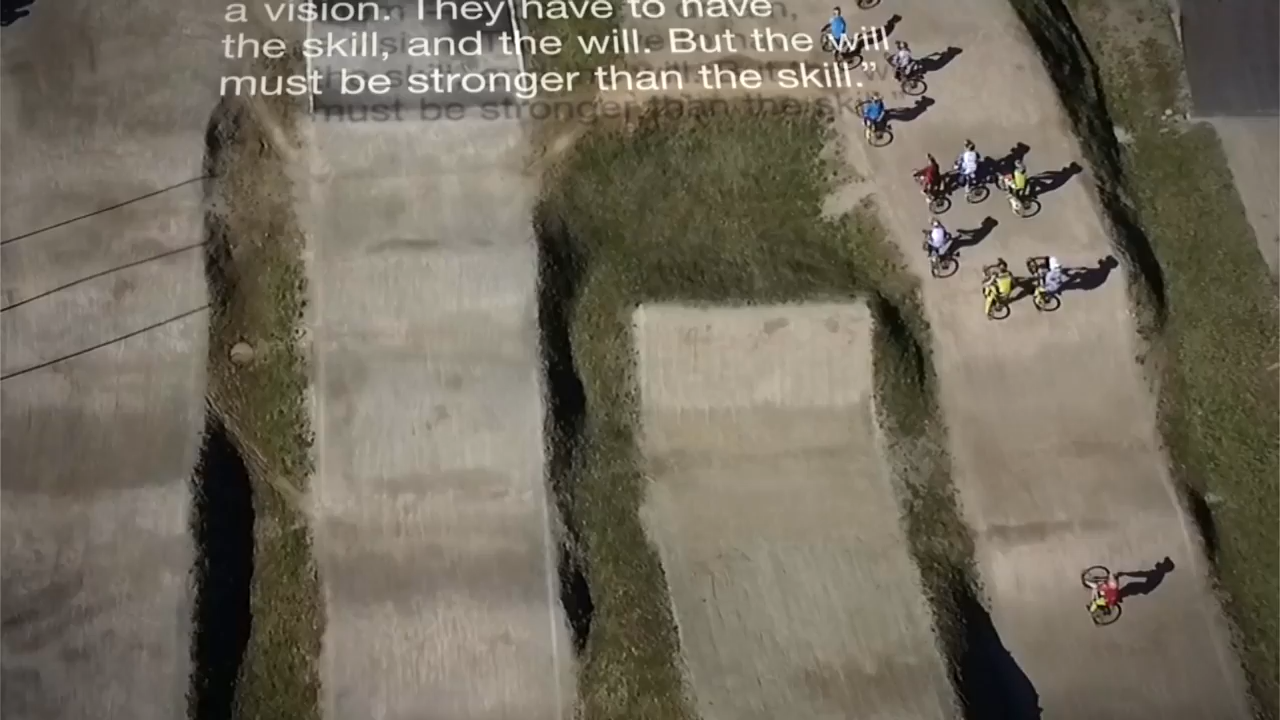 a vision. They have to have
the skill, and the will. But the will
must be stronger than the skill.”